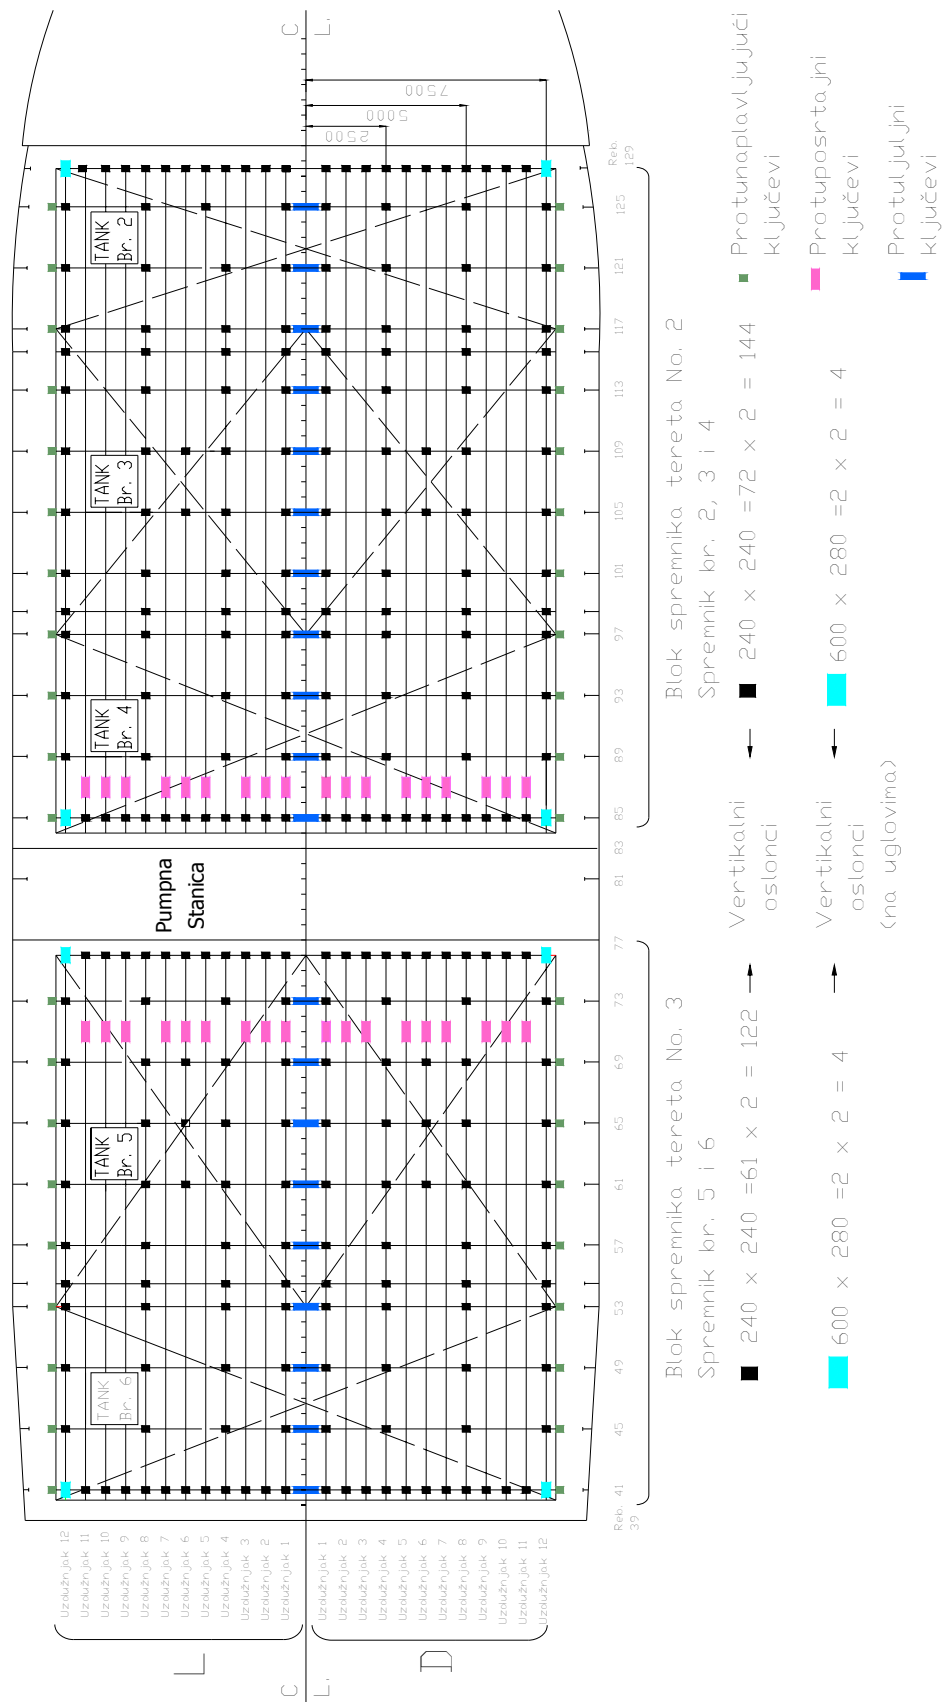 C
L.
7500
5000
2500
Reb.
129
125
121
117
113
109
105
101
97
93
89
85
83
81
77
73
69
65
61
57
53
49
45
Reb. 41
39
TANK
Br. 2
TANK
Br. 3
TANK
Br. 4
Pumpna
Stanica
TANK
Br. 5
TANK
Br. 6
Uzdužnjak 12
Uzdužnjak 11
Uzdužnjak 10
Uzdužnjak 9
Uzdužnjak 8
Uzdužnjak 7
Uzdužnjak 6
Uzdužnjak 5
Uzdužnjak 4
Uzdužnjak 3
Uzdužnjak 2
Uzdužnjak 1
Uzdužnjak 1
Uzdužnjak 2
Uzdužnjak 3
Uzdužnjak 4
Uzdužnjak 5
Uzdužnjak 6
Uzdužnjak 7
Uzdužnjak 8
Uzdužnjak 9
Uzdužnjak 10
Uzdužnjak 11
Uzdužnjak 12
L
D
C
L.
Blok spremnika tereta No. 3
Spremnik br. 5 i 6
240 x 240 =61 x 2 = 122
600 x 280 =2 x 2 = 4
Vertikalni
oslonci
Vertikalni
oslonci
(na uglovima)
Blok spremnika tereta No. 2
Spremnik br. 2, 3 i 4
240 x 240 =72 x 2 = 144
600 x 280 =2 x 2 = 4
Protunaplavljujući
ključevi
Protuposrtajni
ključevi
Protuljuljni
ključevi